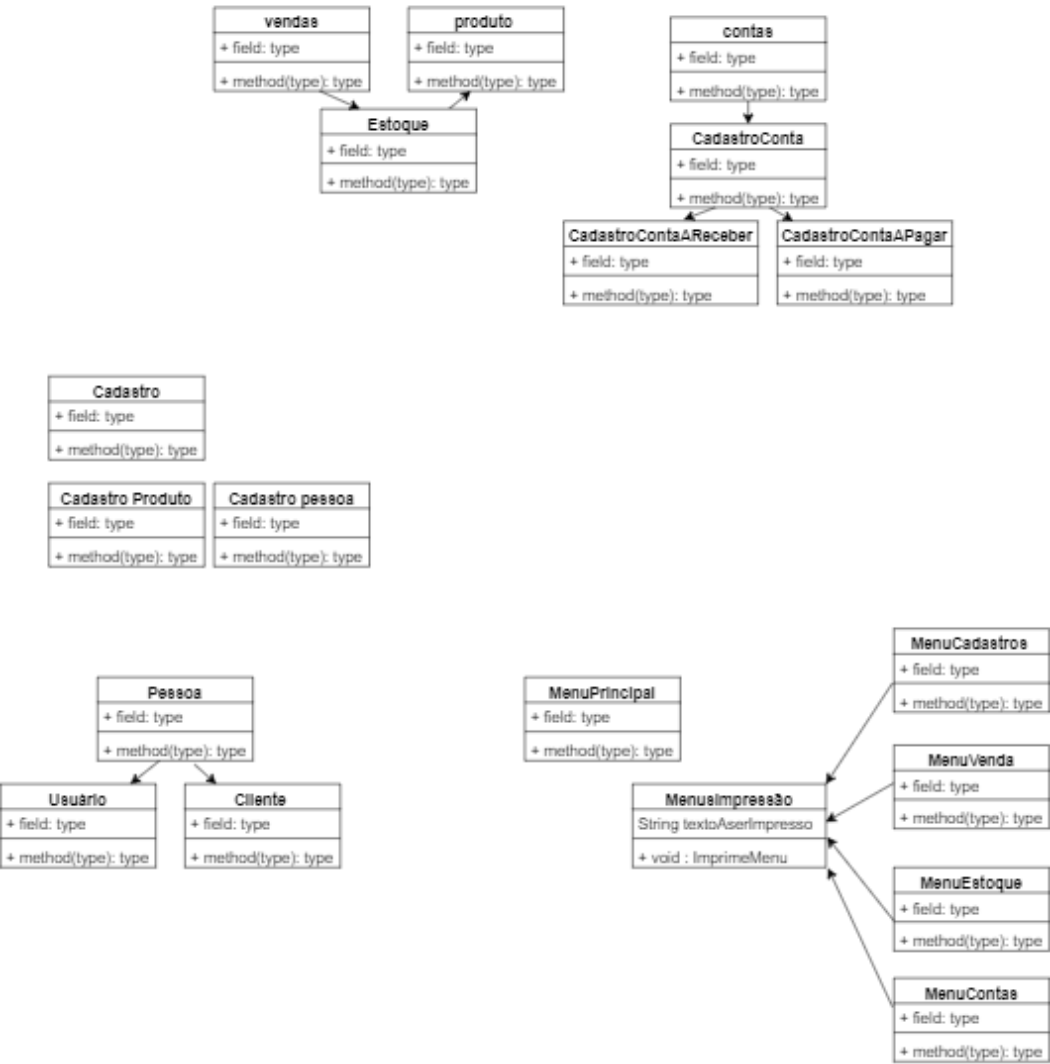 vendas
+ field: type
+ method(type): type
produto
+ field: type
+ method(type): type
Estoque
+ field: type
+ method(type): type
contas
+ field: type
+ method(type): type
CadastroConta
+ field: type
+ method(type): type
CadastroContaAReceber
+ field: type
+ method(type): type
CadastroContaAPagar
+ field: type
+ method(type): type
Cadastro
+ field: type
+ method(type): type
Cadastro Produto
+ field: type
+ method(type): type
Cadastro pessoa
+ field: type
+ method(type): type
Pessoa
+ field: type
+ method(type): type
Usuário
+ field: type
+ method(type): type
Cliente
+ field: type
+ method(type): type
MenuPrincipal
+ field: type
+ method(type): type
MenusImpressão
String textoAserImpresso
+ void : ImprimeMenu
MenuCadastros
+ field: type
+ method(type): type
MenuVenda
+ field: type
+ method(type): type
MenuEstoque
+ field: type
+ method(type): type
MenuContas
+ field: type
+ method(type): type